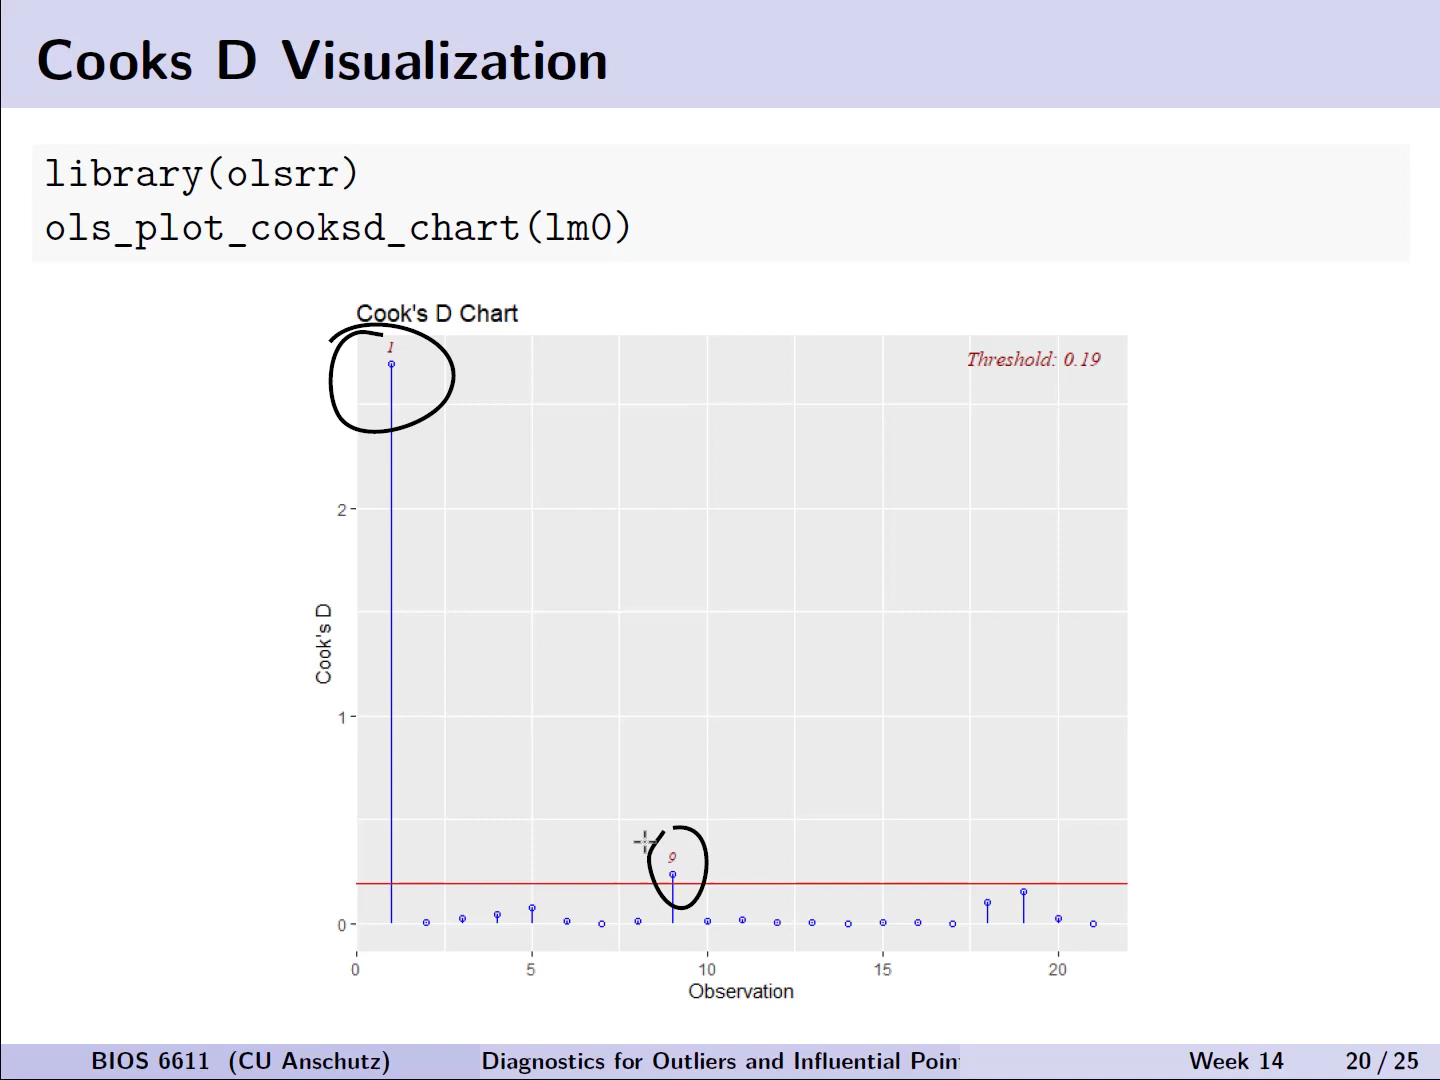 Cooks D Visualization
library(olsrr)
ols_plot_cooksd_chart(lm0)
Cook's D Chart
1
Threshold: 0.19
2
Cook's D
1
9
0
0 5 10 15 20
Observation
BIOS 6611 (CU Anschutz) Diagnostics for Outliers and Influential Poin Week 14 20 / 25